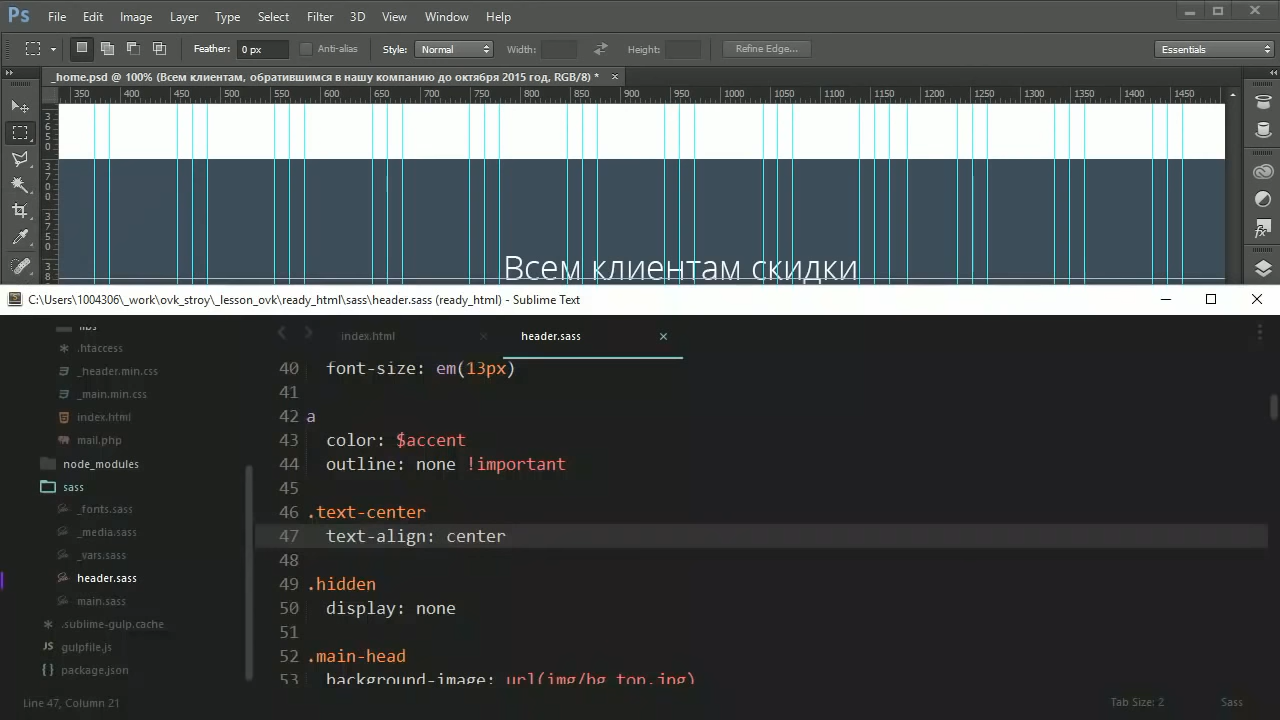 Ps File Edit Image Layer Type Select Filter 3D View Window Help
Feather: 0 px Anti-alias Style: Normal Width: Height: Refine Edge... Essentials
_home.psd @ 100% (Всем клиентам, обратившимся в нашу компанию до октября 2015 год, RGB/8) * ×
350 400 450 500 550 600 650 700 750 800 850 900 950 1000 1050 1100 1150 1200 1250 1300 1350 1400 1450
3650
3700
3750
38
Всем клиентам скидки
C:\Users\1004306\_work\ovk_stroy\_lesson_ovk\ready_html\sass\header.sass (ready_html) - Sublime Text
libs
.htaccess
_header.min.css
_main.min.css
index.html
mail.php
node_modules
sass
_fonts.sass
_media.sass
_vars.sass
header.sass
main.sass
.sublime-gulp.cache
gulpfile.js
package.json
index.html × header.sass ×
40 font-size: em(13px)
41
42 a
43 color: $accent
44 outline: none !important
45
46 .text-center
47 text-align: center
48
49 .hidden
50 display: none
51
52 .main-head
53 background-image: url(img/bg_top.jpg)
Line 47, Column 21 Tab Size: 2 Sass